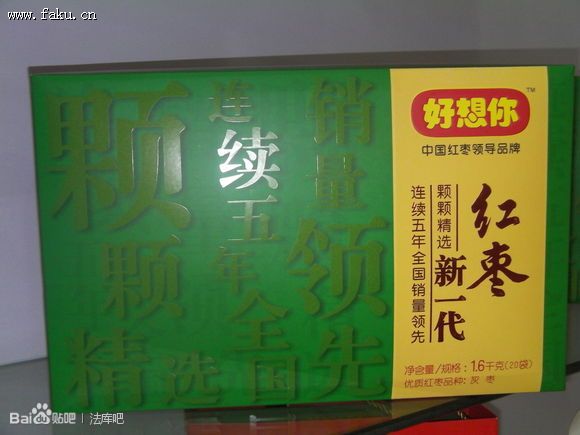 www.faku.cn
颗
颗
精选
连
续
五
年
全
国
销
量
领
先
好想你
TM
中国红枣领导品牌
红枣
新一代
颗颗精选
连续五年全国销量领先
净含量/规格：1.6千克(20袋)
优质红枣品种：灰枣
Bai贴吧 | 法库吧